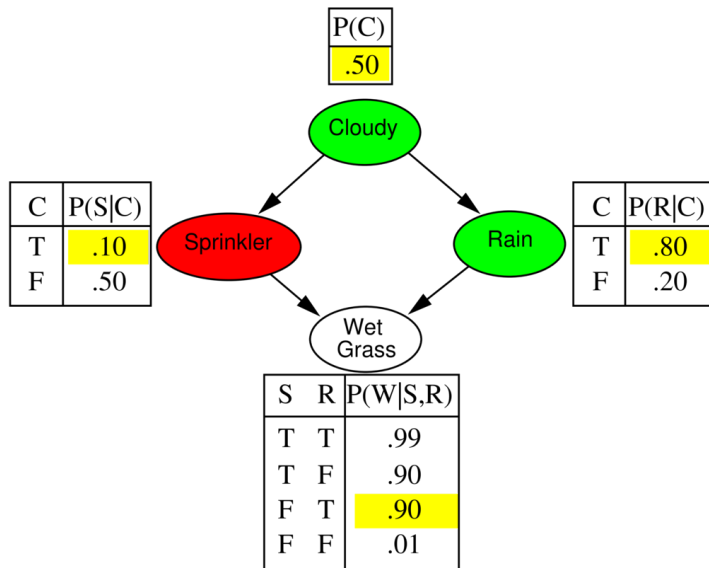 P(C)
.50
Cloudy
C P(S|C)
T .10
F .50
Sprinkler
Rain
C P(R|C)
T .80
F .20
Wet
Grass
S R P(W|S,R)
T T .99
T F .90
F T .90
F F .01